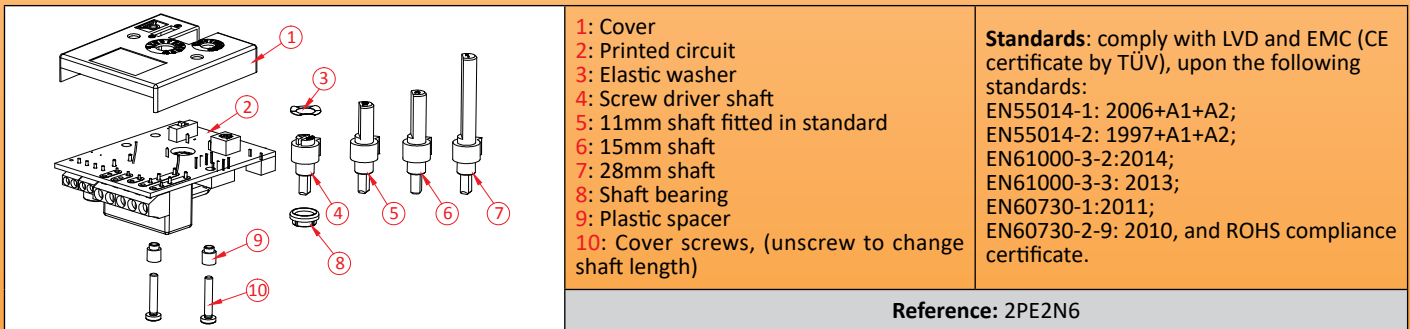 1
2
3
4
5
6
7
8
9
10
1: Cover
2: Printed circuit
3: Elastic washer
4: Screw driver shaft
5: 11mm shaft fitted in standard
6: 15mm shaft
7: 28mm shaft
8: Shaft bearing
9: Plastic spacer
10: Cover screws, (unscrew to change
shaft length)
Standards: comply with LVD and EMC (CE
certificate by TÜV), upon the following
standards:
EN55014-1: 2006+A1+A2;
EN55014-2: 1997+A1+A2;
EN61000-3-2:2014;
EN61000-3-3: 2013;
EN60730-1:2011;
EN60730-2-9: 2010, and ROHS compliance
certificate.
Reference: 2PE2N6